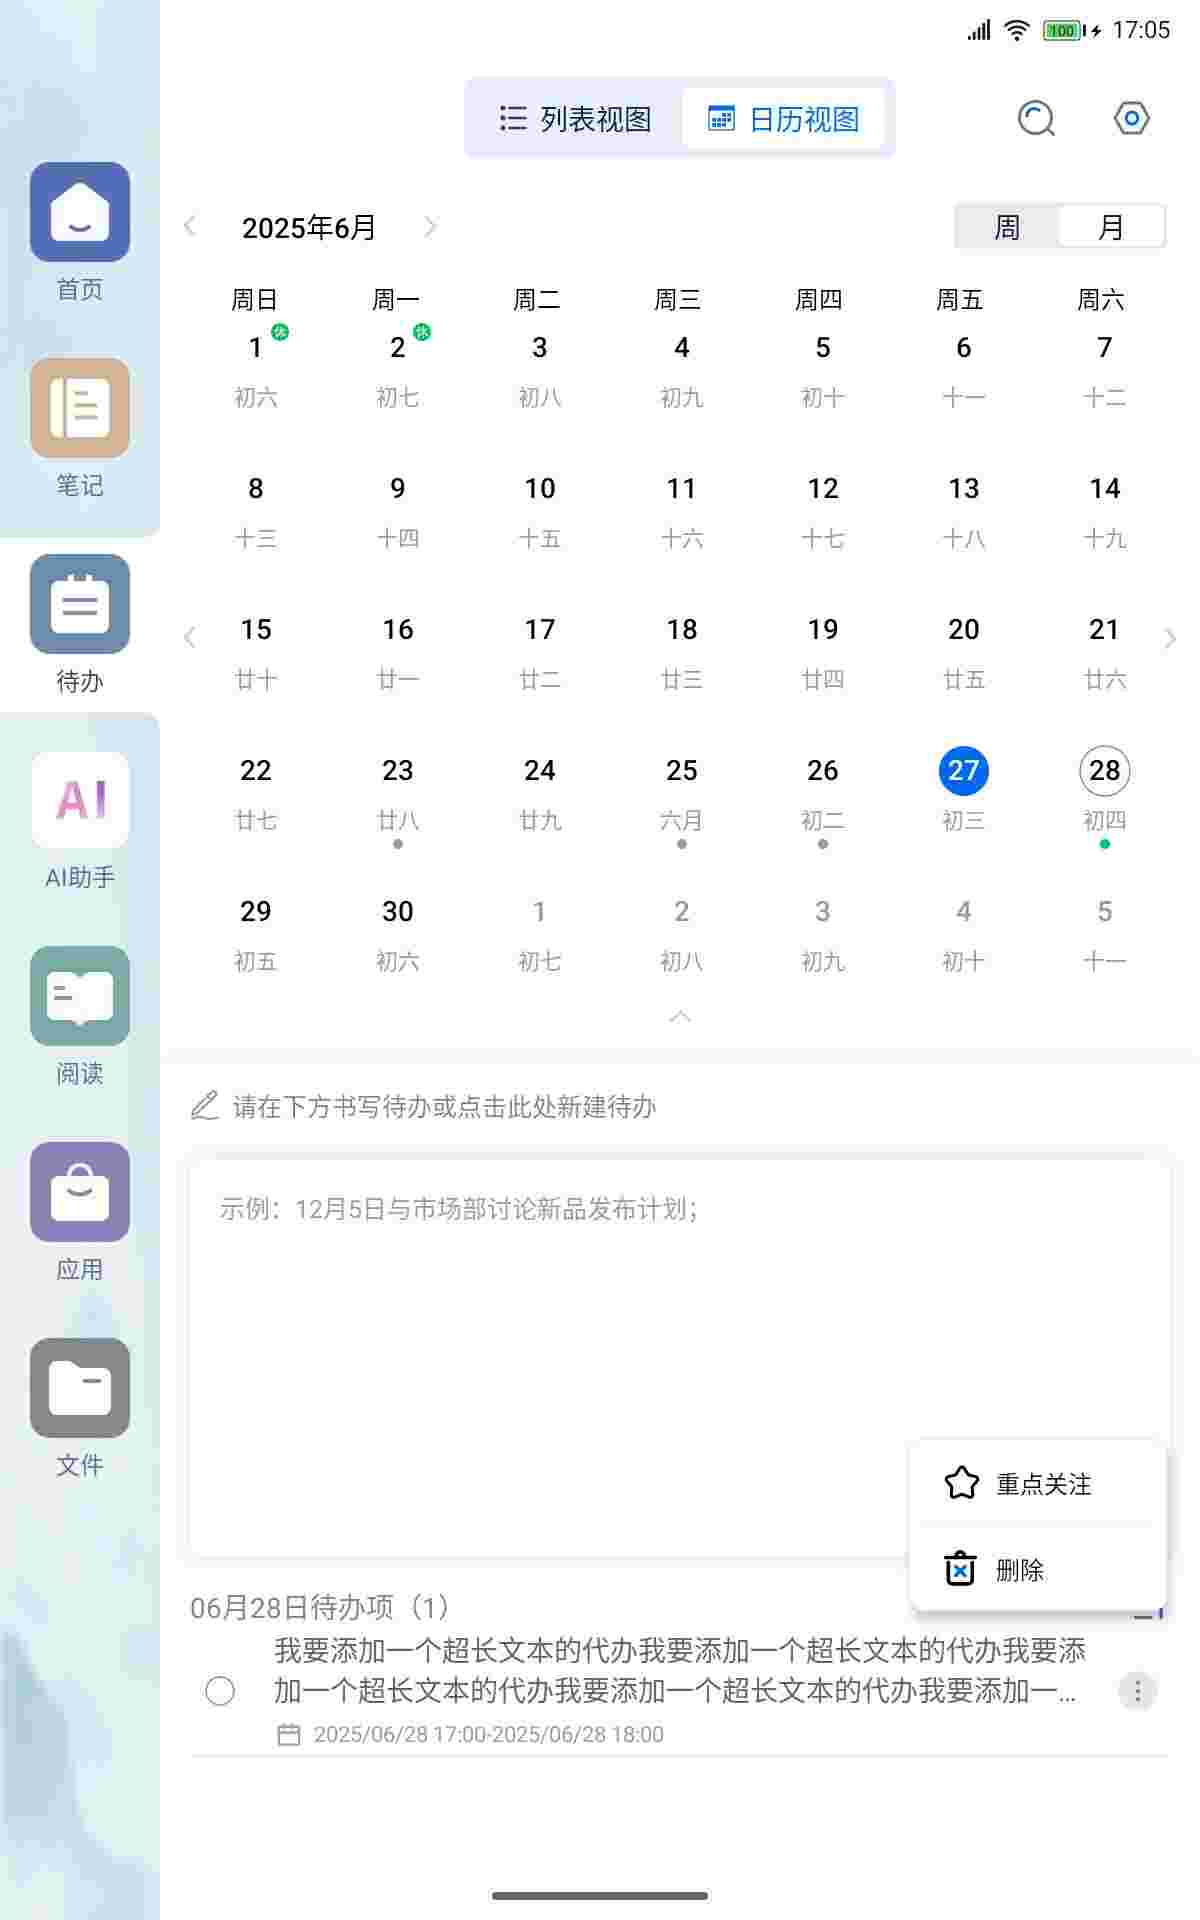 100 17:05
列表视图 日历视图
2025年6月 周 月
周日 周一 周二 周三 周四 周五 周六
1 休 2 休 3 4 5 6 7
初六 初七 初八 初九 初十 十一 十二
8 9 10 11 12 13 14
十三 十四 十五 十六 十七 十八 十九
15 16 17 18 19 20 21
廿十 廿一 廿二 廿三 廿四 廿五 廿六
22 23 24 25 26 27 28
廿七 廿八 廿九 六月 初二 初三 初四
29 30 1 2 3 4 5
初五 初六 初七 初八 初九 初十 十一
首页
笔记
待办
AI
AI助手
阅读
应用
文件
请在下方书写待办或点击此处新建待办
示例：12月5日与市场部讨论新品发布计划；
重点关注
删除
06月28日待办项（1）
我要添加一个超长文本的代办我要添加一个超长文本的代办我要添
加一个超长文本的代办我要添加一个超长文本的代办我要添加一...
2025/06/28 17:00-2025/06/28 18:00